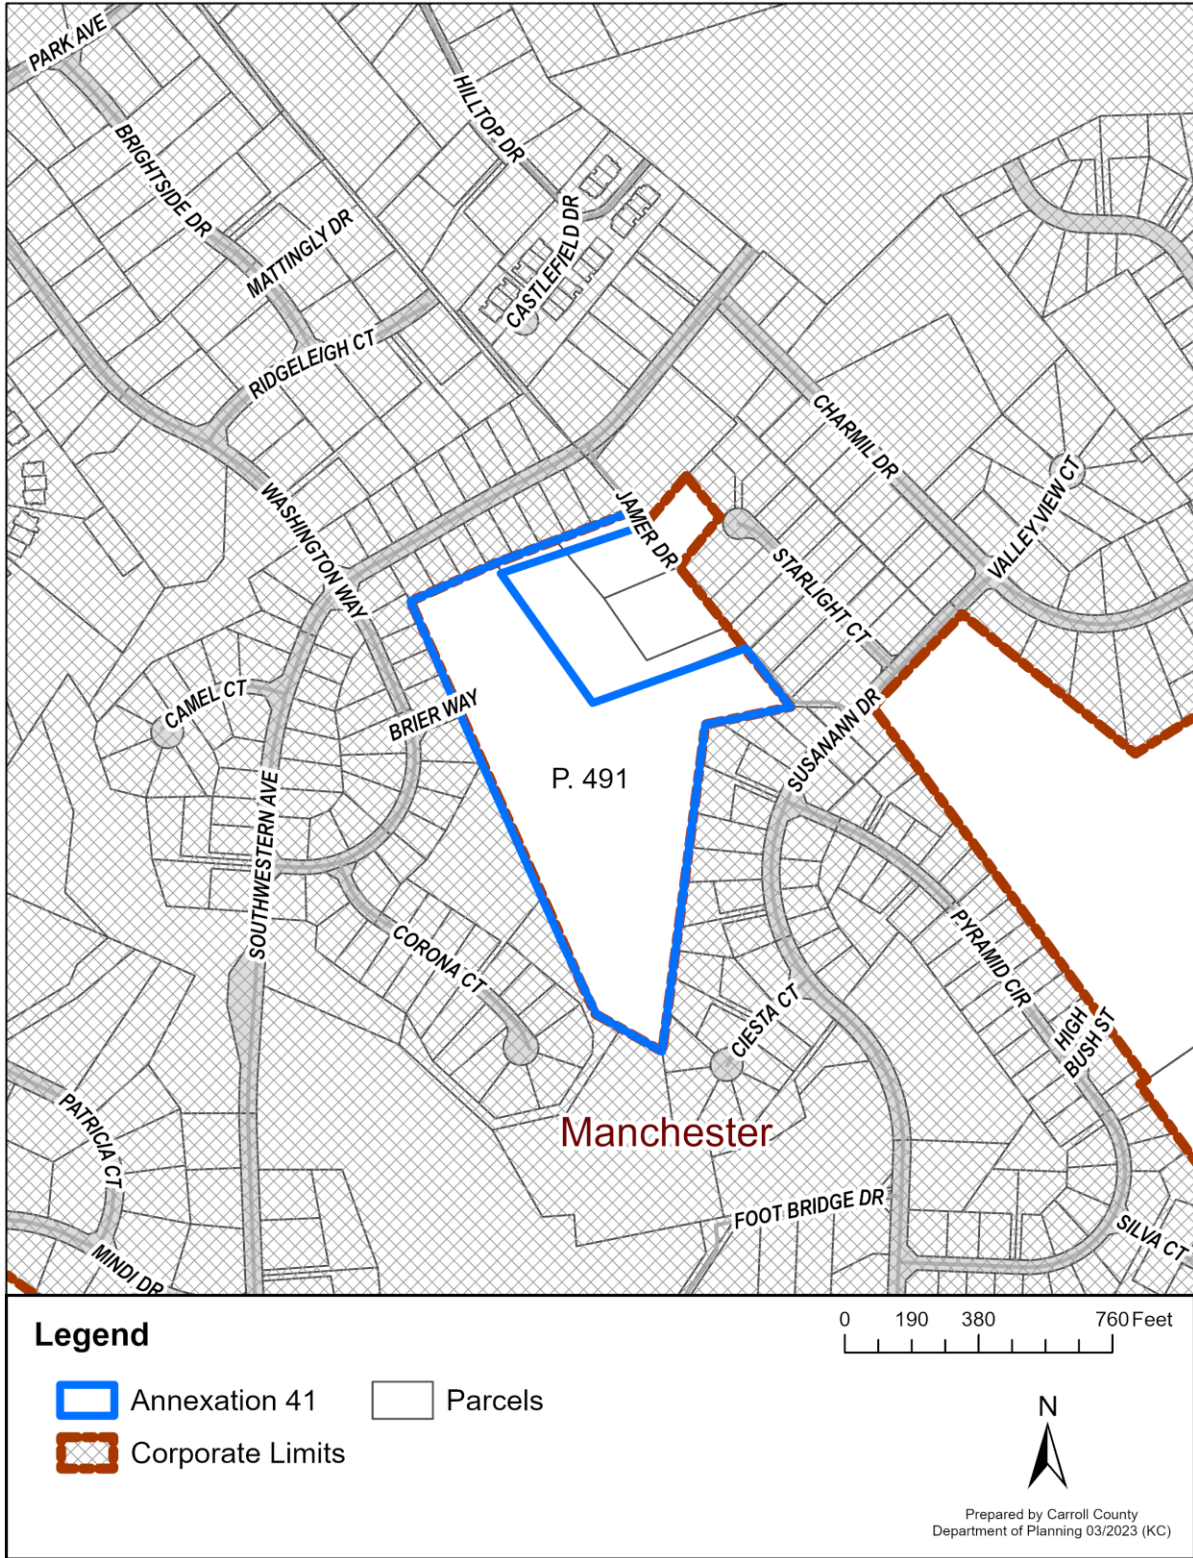 PARK AVE
HILLTOP DR
BRIGHTSIDE DR
MATTINGLY DR
CASTLEFIELD DR
RIDGELEIGH CT
CHARMIL DR
VALLEY VIEW CT
WASHINGTON WAY
JAMER DR
STARLIGHT CT
CAMEL CT
BRIER WAY
SUSANANN DR
P. 491
SOUTHWESTERN AVE
CORONA CT
PYRAMID CIR
CIESTA CT
HIGH
BUSH ST
PATRICIA CT
Manchester
FOOT BRIDGE DR
SILVA CT
MINDI DR
Legend
Annexation 41
Parcels
Corporate Limits
0 190 380 760 Feet
N
Prepared by Carroll County
Department of Planning 03/2023 (KC)